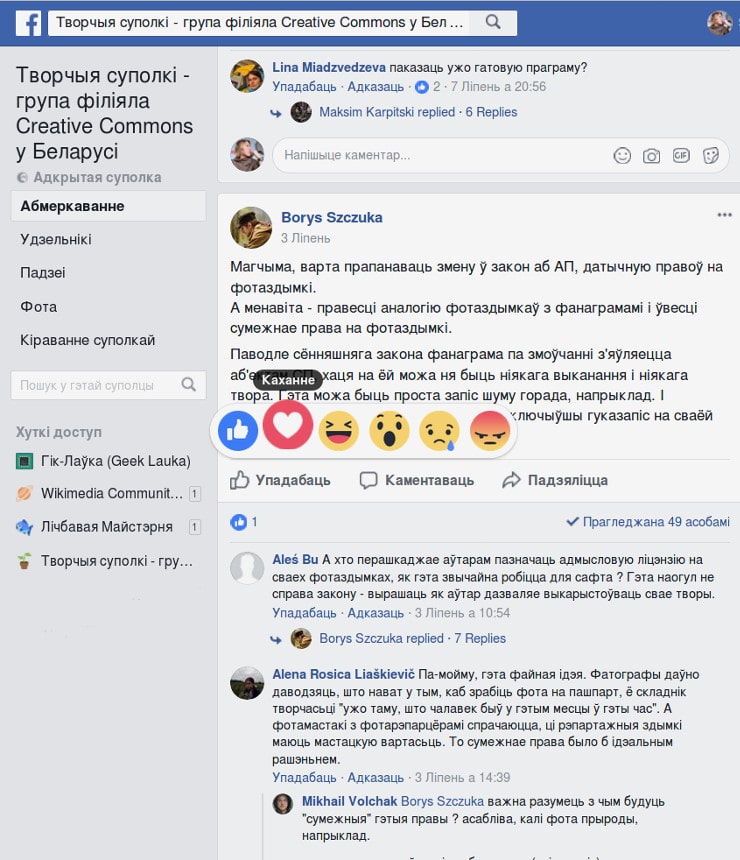 Творчыя суполкі - група філіяла Creative Commons у Бел ...
Творчыя суполкі -
група філіяла
Creative Commons
у Беларусі
Адкрытая суполка
Абмеркаванне
Удзельнікі
Падзеі
Фота
Кіраванне суполкай
Пошук у гэтай суполцы
Хуткі доступ
Гік-Лаўка (Geek Lauka)
Wikimedia Communit... 1
Лічбавая Майстэрня 1
Творчыя суполкі - гру...
Lina Miadzvedzeva паказаць ужо гатовую праграму?
Упадабаць · Адказаць · 2 · 7 Ліпень а 20:56
Maksim Karpitski replied · 6 Replies
Напішыце каментар...
GIF
Borys Szczuka
3 Ліпень
Магчыма, варта прапанаваць змену ў закон аб АП, датычную правоў на
фотаздымкі.
А менавіта - правесці аналогію фотаздымкаў з фанаграмамі і ўвесці
сумежнае права на фотаздымкі.
Паводле сённяшняга закона фанаграма па змоўчанні з'яўляецца
СП, хаця на ёй можа ня быць ніякага выканання і ніякага
твора. Гэта можа быць проста запіс шуму горада, напрыклад. І
ключыўшы гуказапіс на сваёй
Каханне
Упадабаць Каментаваць Падзяліцца
1 Прагледжана 49 асобамі
Aleś Bu А хто перашкаджае аўтарам пазначаць адмысловую ліцэнзію на
сваех фотаздымках, як гэта звычайна робіцца для сафта ? Гэта наогул не
справа закону - вырашаць як аўтар дазваляе выкарыстоўваць свае творы.
Упадабаць · Адказаць · 3 Ліпень а 10:54
Borys Szczuka replied · 7 Replies
Alena Rosica Liaškievič Па-мойму, гэта файная ідэя. Фатографы даўно
даводзяць, што нават у тым, каб зрабіць фота на пашпарт, ё складнік
творчасьці "ужо таму, што чалавек быў у гэтым месцы ў гэты час". А
фотамастакі з фотарэпарцёрамі спрачаюцца, ці рэпартажныя здымкі
маюць мастацкую вартасьць. То сумежнае права было б ідэальным
рашэньнем.
Упадабаць · Адказаць · 3 Ліпень а 14:39
Mikhail Volchak Borys Szczuka важна разумець з чым будуць
"сумежныя" гэтыя правы ? асабліва, калі фота прыроды,
напрыклад.